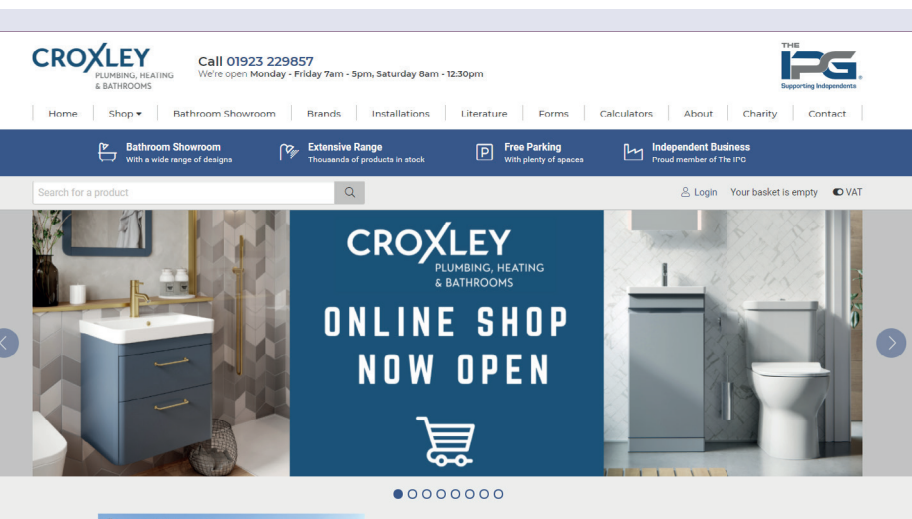 CROXLEY
PLUMBING, HEATING
& BATHROOMS
Call 01923 229857
We're open Monday - Friday 7am - 5pm, Saturday 8am - 12:30pm
THE
IPG
Supporting Independents
Home Shop Bathroom Showroom Brands Installations Literature Forms Calculators About Charity Contact
Bathroom Showroom
With a wide range of designs
Extensive Range
Thousands of products in stock
P
Free Parking
With plenty of spaces
Independent Business
Proud member of The IPG
Search for a product
Login Your basket is empty VAT
CROXLEY
PLUMBING, HEATING
& BATHROOMS
ONLINE SHOP
NOW OPEN